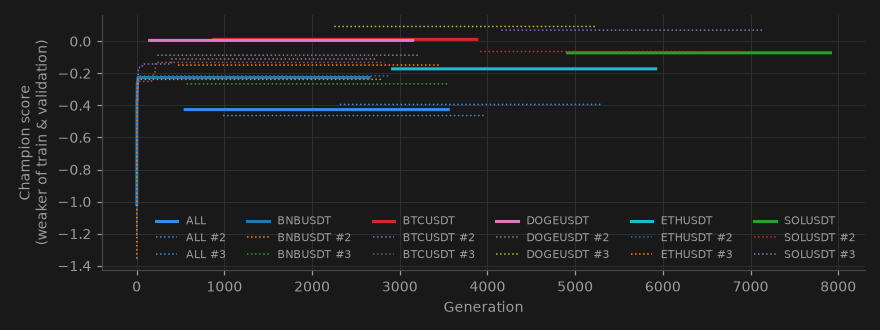 Champion score
(weaker of train & validation)
0.0
−0.2
−0.4
−0.6
−0.8
−1.0
−1.2
−1.4
ALL BNBUSDT BTCUSDT DOGEUSDT ETHUSDT SOLUSDT
ALL #2 BNBUSDT #2 BTCUSDT #2 DOGEUSDT #2 ETHUSDT #2 SOLUSDT #2
ALL #3 BNBUSDT #3 BTCUSDT #3 DOGEUSDT #3 ETHUSDT #3 SOLUSDT #3
0 1000 2000 3000 4000 5000 6000 7000 8000
Generation